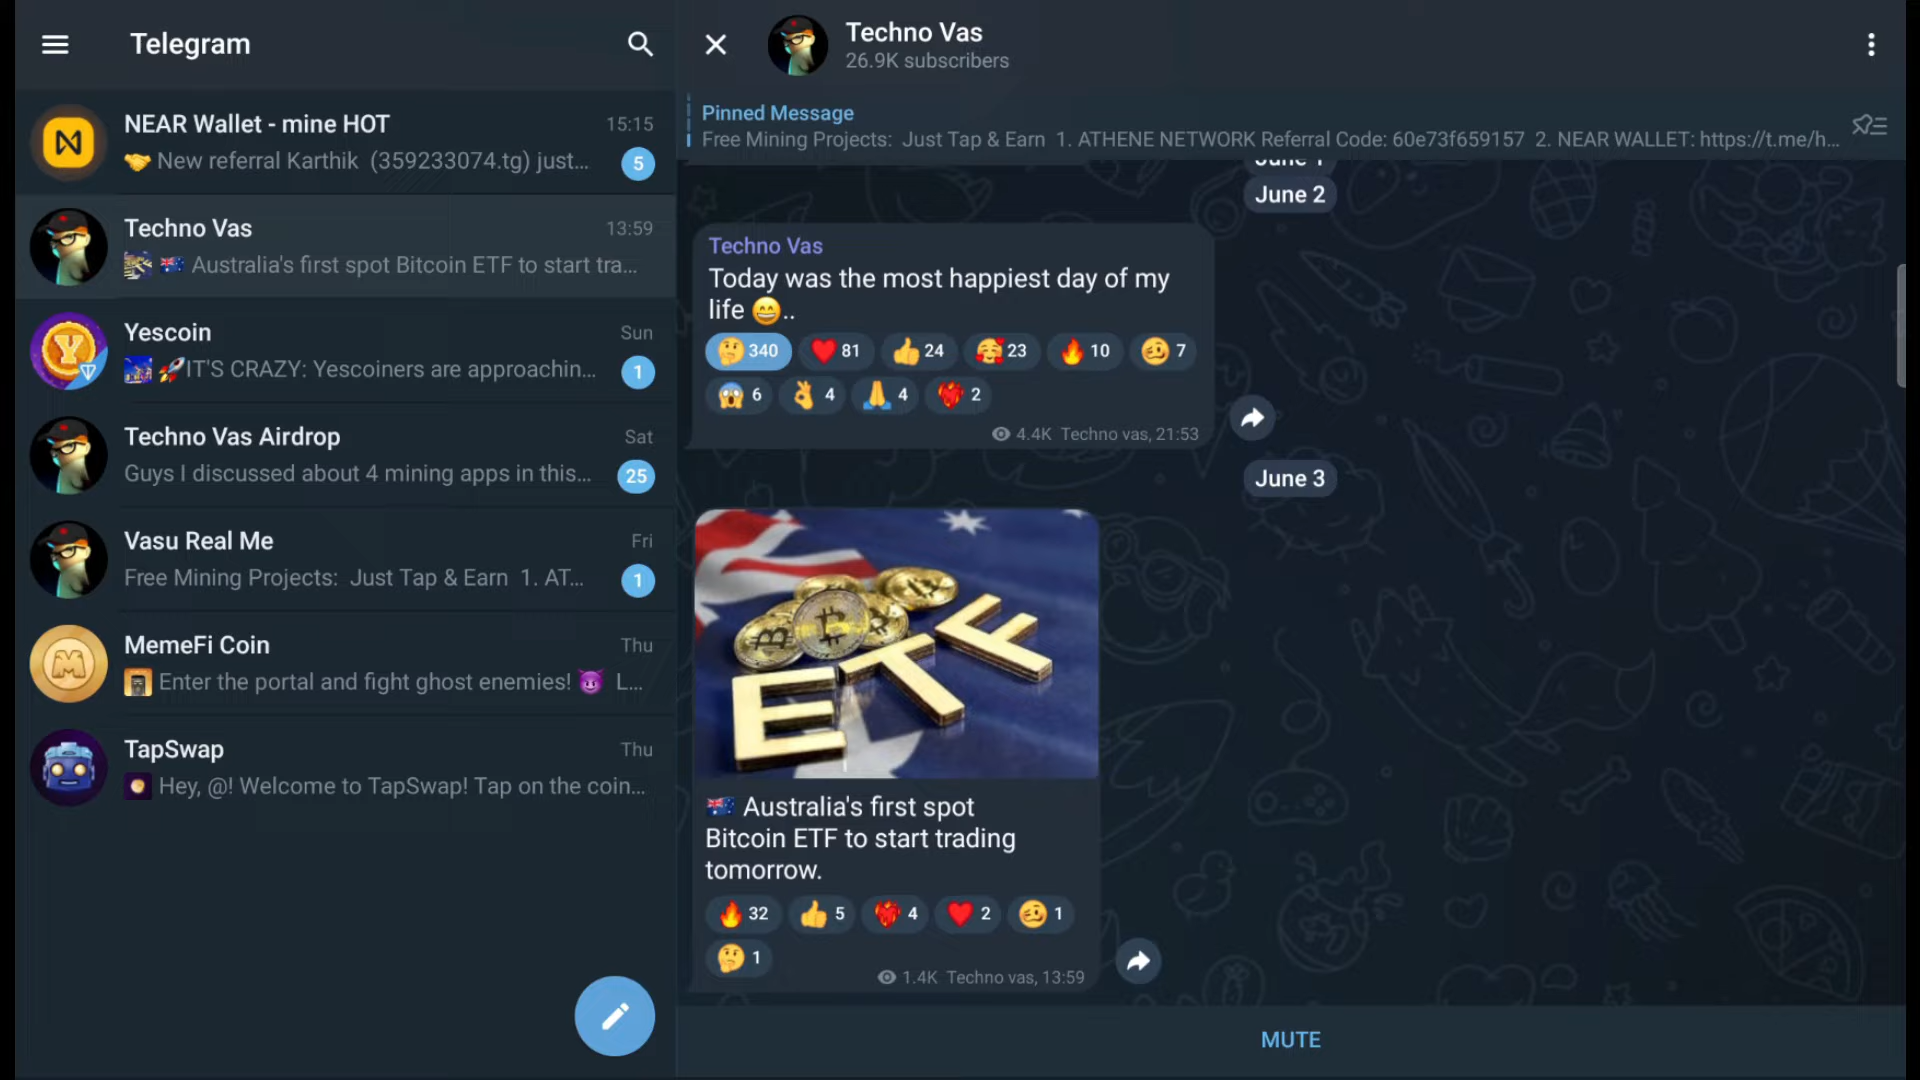 Telegram
NEAR Wallet - mine HOT 15:15
🤝 New referral Karthik (359233074.tg) just... 5
Techno Vas 13:59
🇦🇺 Australia's first spot Bitcoin ETF to start tra...
Yescoin Sun
🚀IT'S CRAZY: Yescoiners are approachin... 1
Techno Vas Airdrop Sat
Guys I discussed about 4 mining apps in this... 25
Vasu Real Me Fri
Free Mining Projects: Just Tap & Earn 1. AT... 1
MemeFi Coin Thu
Enter the portal and fight ghost enemies! 😈 L...
TapSwap Thu
Hey, @! Welcome to TapSwap! Tap on the coin...
Techno Vas
26.9K subscribers
Pinned Message
Free Mining Projects: Just Tap & Earn 1. ATHENE NETWORK Referral Code: 60e73f659157 2. NEAR WALLET: https://t.me/h...
June 1
June 2
Techno Vas
Today was the most happiest day of my
life 😄..
🤔 340 ❤️ 81 👍 24 🥰 23 🔥 10 🥴 7
😱 6 👌 4 🙏 4 ❤️‍🔥 2
4.4K Techno vas, 21:53
June 3
ETF
🇦🇺 Australia's first spot
Bitcoin ETF to start trading
tomorrow.
🔥 32 👍 5 ❤️‍🔥 4 ❤️ 2 🥴 1
🤔 1
1.4K Techno vas, 13:59
MUTE